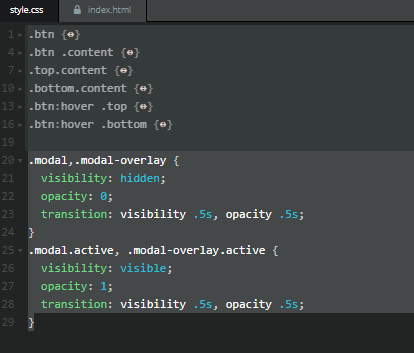 style.css index.html
1 .btn {↔}
4 .btn .content {↔}
7 .top.content {↔}
10 .bottom.content {↔}
13 .btn:hover .top {↔}
16 .btn:hover .bottom {↔}
19
20 .modal,.modal-overlay {
21 visibility: hidden;
22 opacity: 0;
23 transition: visibility .5s, opacity .5s;
24 }
25 .modal.active, .modal-overlay.active {
26 visibility: visible;
27 opacity: 1;
28 transition: visibility .5s, opacity .5s;
29 }